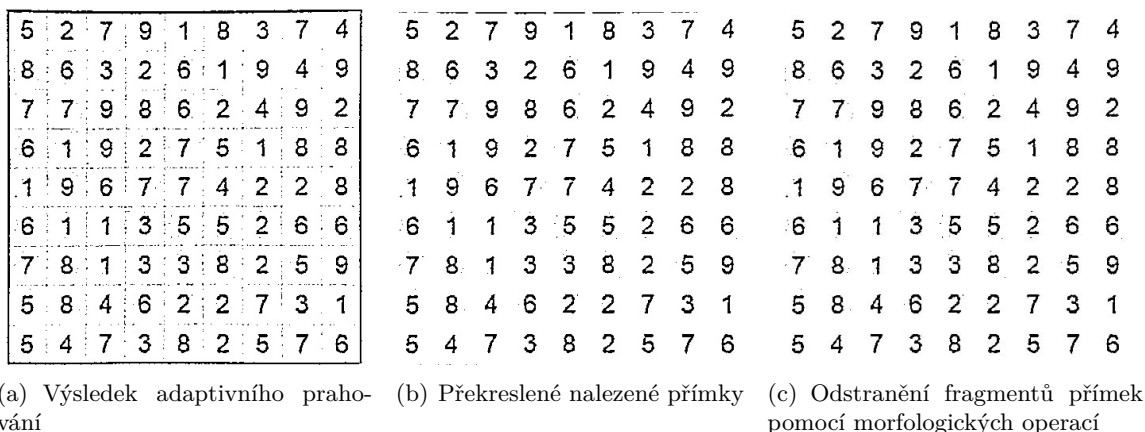 5 2 7 9 1 8 3 7 4
8 6 3 2 6 1 9 4 9
7 7 9 8 6 2 4 9 2
6 1 9 2 7 5 1 8 8
1 9 6 7 7 4 2 2 8
6 1 1 3 5 5 2 6 6
7 8 1 3 3 8 2 5 9
5 8 4 6 2 2 7 3 1
5 4 7 3 8 2 5 7 6
(a) Výsledek adaptivního praho-
vání
5 2 7 9 1 8 3 7 4
8 6 3 2 6 1 9 4 9
7 7 9 8 6 2 4 9 2
6 1 9 2 7 5 1 8 8
1 9 6 7 7 4 2 2 8
6 1 1 3 5 5 2 6 6
7 8 1 3 3 8 2 5 9
5 8 4 6 2 2 7 3 1
5 4 7 3 8 2 5 7 6
(b) Překreslené nalezené přímky
5 2 7 9 1 8 3 7 4
8 6 3 2 6 1 9 4 9
7 7 9 8 6 2 4 9 2
6 1 9 2 7 5 1 8 8
1 9 6 7 7 4 2 2 8
6 1 1 3 5 5 2 6 6
7 8 1 3 3 8 2 5 9
5 8 4 6 2 2 7 3 1
5 4 7 3 8 2 5 7 6
(c) Odstranění fragmentů přímek
pomocí morfologických operací